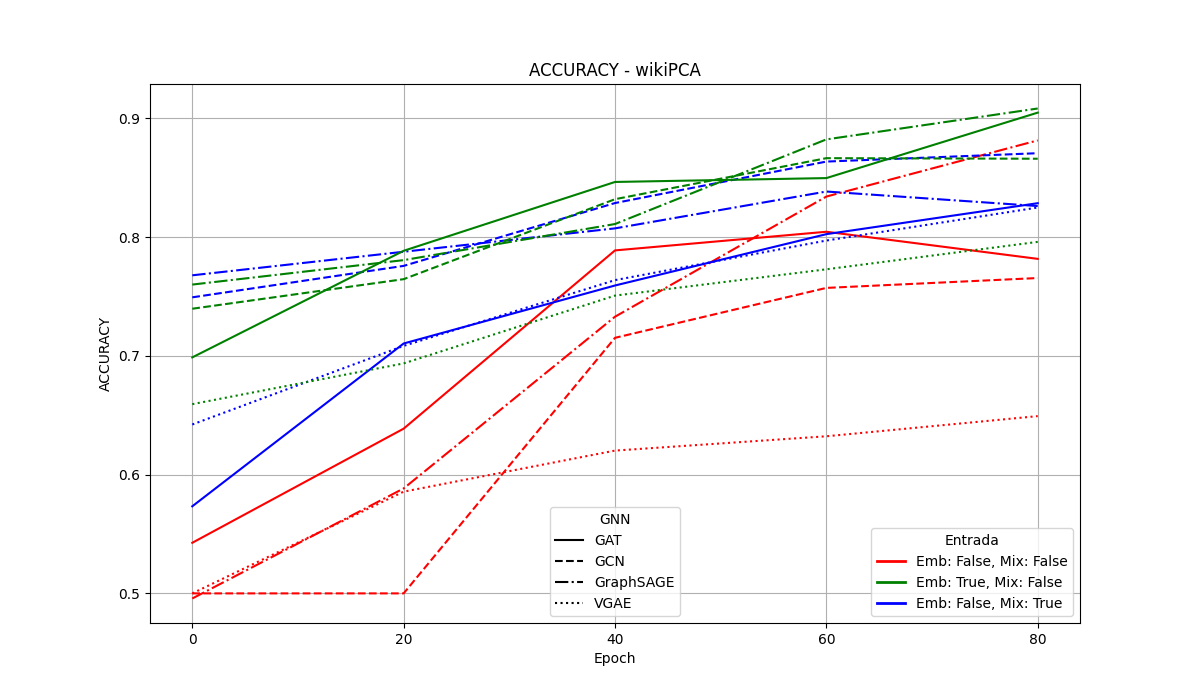 ACCURACY - wikiPCA
0.9
0.8
0.7
0.6
0.5
ACCURACY
0
20
40
60
80
Epoch
GNN
GAT
GCN
GraphSAGE
VGAE
Entrada
Emb: False, Mix: False
Emb: True, Mix: False
Emb: False, Mix: True